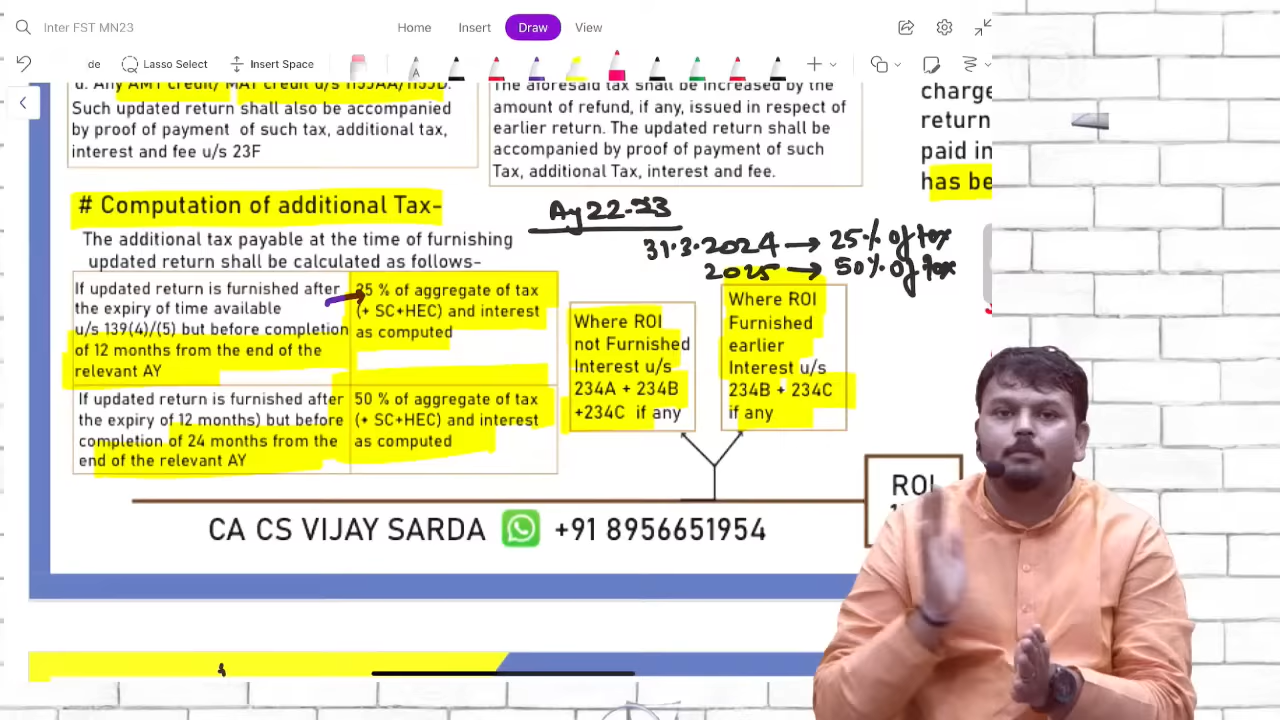 Inter FST MN23
Home
Insert
Draw
View
de
Lasso Select
Insert Space
d. Any AMT credit/ MAT credit u/s 115JAA/115JD.
Such updated return shall also be accompanied
by proof of payment of such tax, additional tax,
interest and fee u/s 23F
The aforesaid tax shall be increased by the
amount of refund, if any, issued in respect of
earlier return. The updated return shall be
accompanied by proof of payment of such
Tax, additional Tax, interest and fee.
charge
return
paid in
has be
# Computation of additional Tax-
Ay 22-23
31.3.2024 → 25% of tax
2025 → 50% of tax
The additional tax payable at the time of furnishing
updated return shall be calculated as follows-
If updated return is furnished after
the expiry of time available
u/s 139(4)/(5) but before completion
of 12 months from the end of the
relevant AY
25 % of aggregate of tax
(+ SC+HEC) and interest
as computed
If updated return is furnished after
the expiry of 12 months) but before
completion of 24 months from the
end of the relevant AY
50 % of aggregate of tax
(+ SC+HEC) and interest
as computed
Where ROI
not Furnished
Interest u/s
234A + 234B
+234C if any
Where ROI
Furnished
earlier
Interest u/s
234B + 234C
if any
ROI
CA CS VIJAY SARDA
+91 8956651954